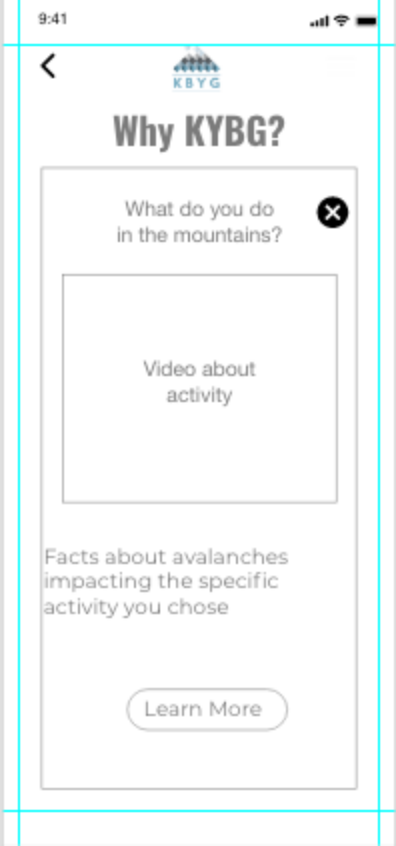 9:41
KBYG
Why KYBG?
What do you do
in the mountains?
Video about
activity
Facts about avalanches
impacting the specific
activity you chose
Learn More